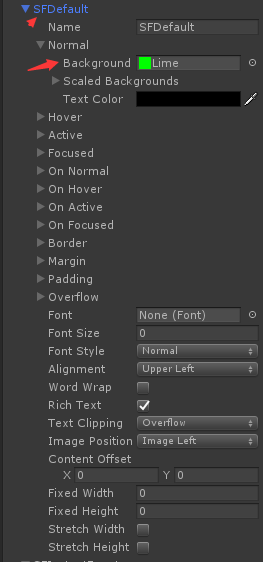 SFDefault
Name SFDefault
Normal
Background Lime
Scaled Backgrounds
Text Color
Hover
Active
Focused
On Normal
On Hover
On Active
On Focused
Border
Margin
Padding
Overflow
Font None (Font)
Font Size 0
Font Style Normal
Alignment Upper Left
Word Wrap
Rich Text
Text Clipping Overflow
Image Position Image Left
Content Offset
X 0 Y 0
Fixed Width 0
Fixed Height 0
Stretch Width
Stretch Height